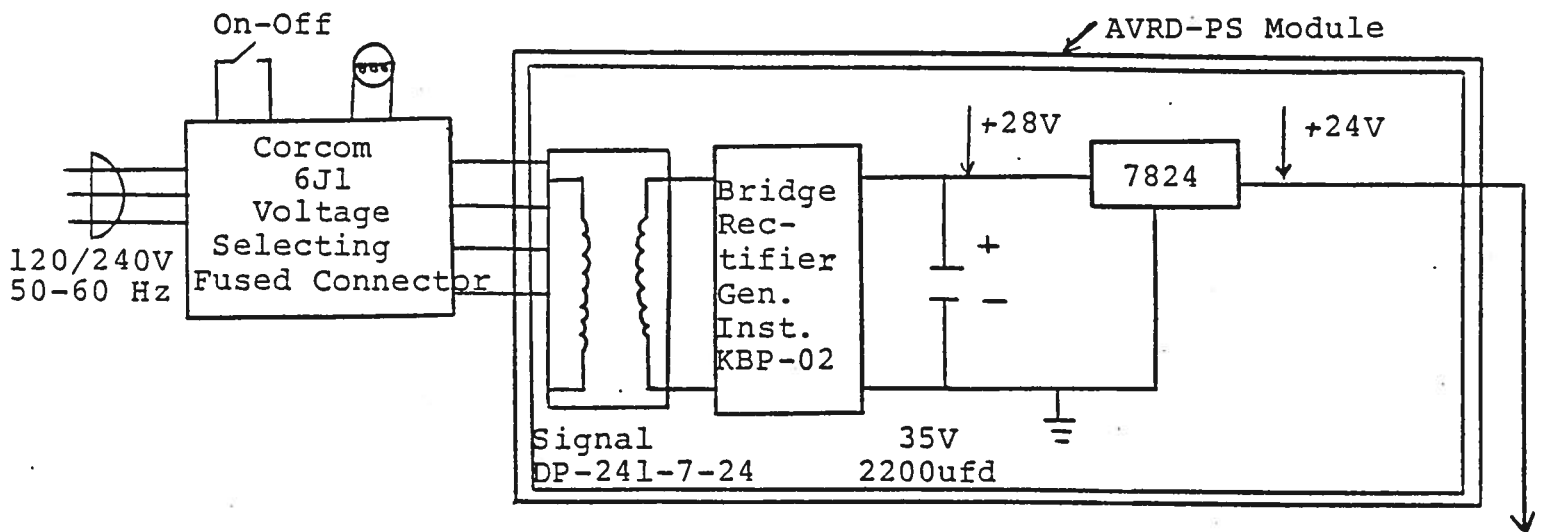 On-Off
AVRD-PS Module
Corcom
6J1
Voltage
Selecting
Fused Connector
120/240V
50-60 Hz
Bridge
Rec-
tifier
Gen.
Inst.
KBP-02
+28V
7824
+24V
+
-
Signal
DP-241-7-24
35V
2200ufd